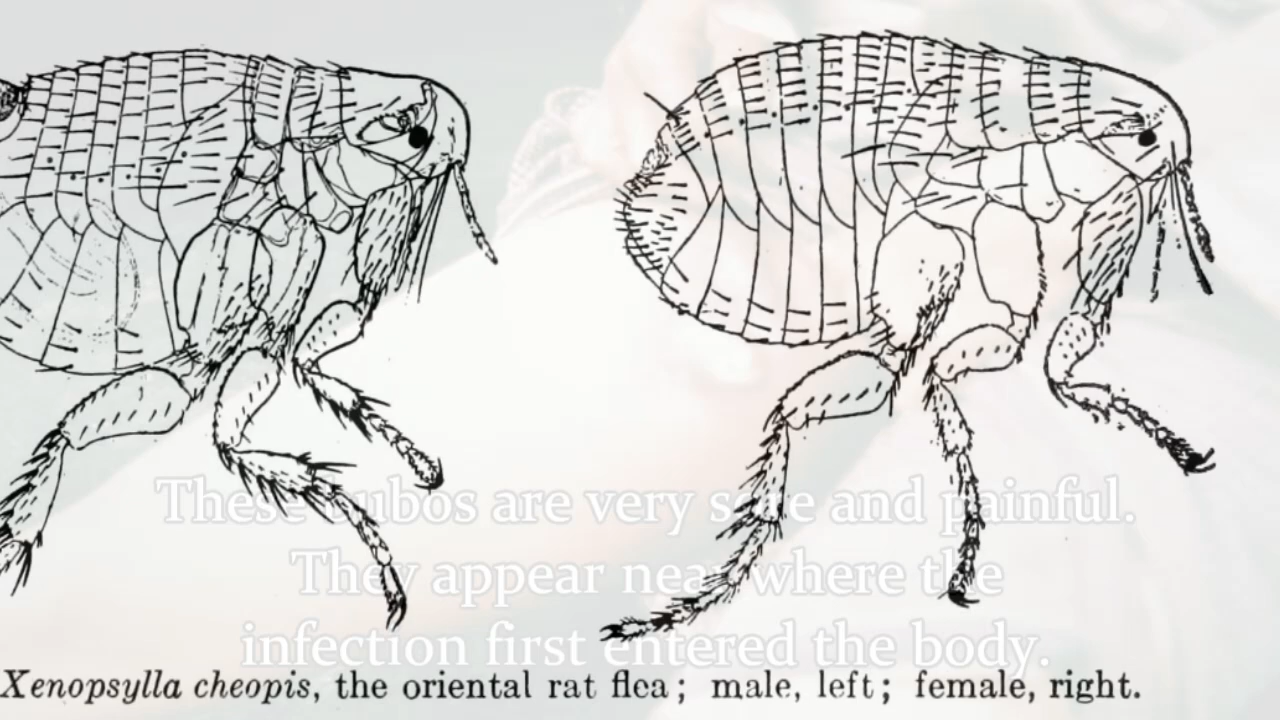 These bubos are very sore and painful.
They appear near where the
infection first entered the body.
Xenopsylla cheopis, the oriental rat flea; male, left; female, right.